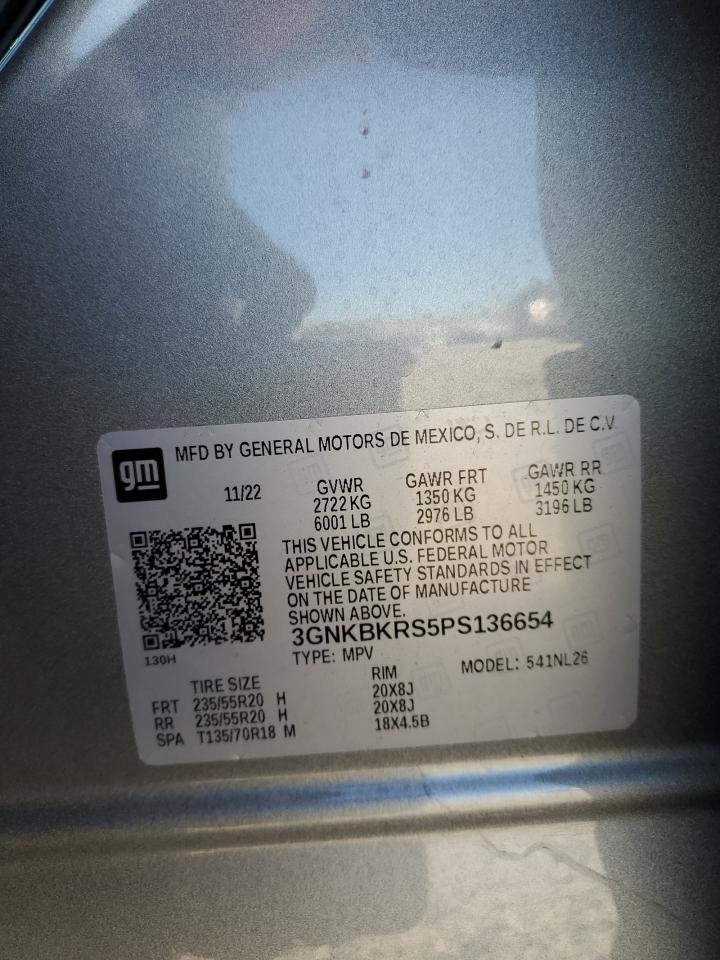 gm
MFD BY GENERAL MOTORS DE MEXICO, S. DE R.L. DE C.V.
11/22 GVWR GAWR FRT GAWR RR
2722 KG 1350 KG 1450 KG
6001 LB 2976 LB 3196 LB
THIS VEHICLE CONFORMS TO ALL
APPLICABLE U.S. FEDERAL MOTOR
VEHICLE SAFETY STANDARDS IN EFFECT
ON THE DATE OF MANUFACTURE
SHOWN ABOVE.
3GNKBKRS5PS136654
130H TYPE: MPV MODEL: 541NL26
TIRE SIZE RIM
FRT 235/55R20 H 20X8J
RR 235/55R20 H 20X8J
SPA T135/70R18 M 18X4.5B